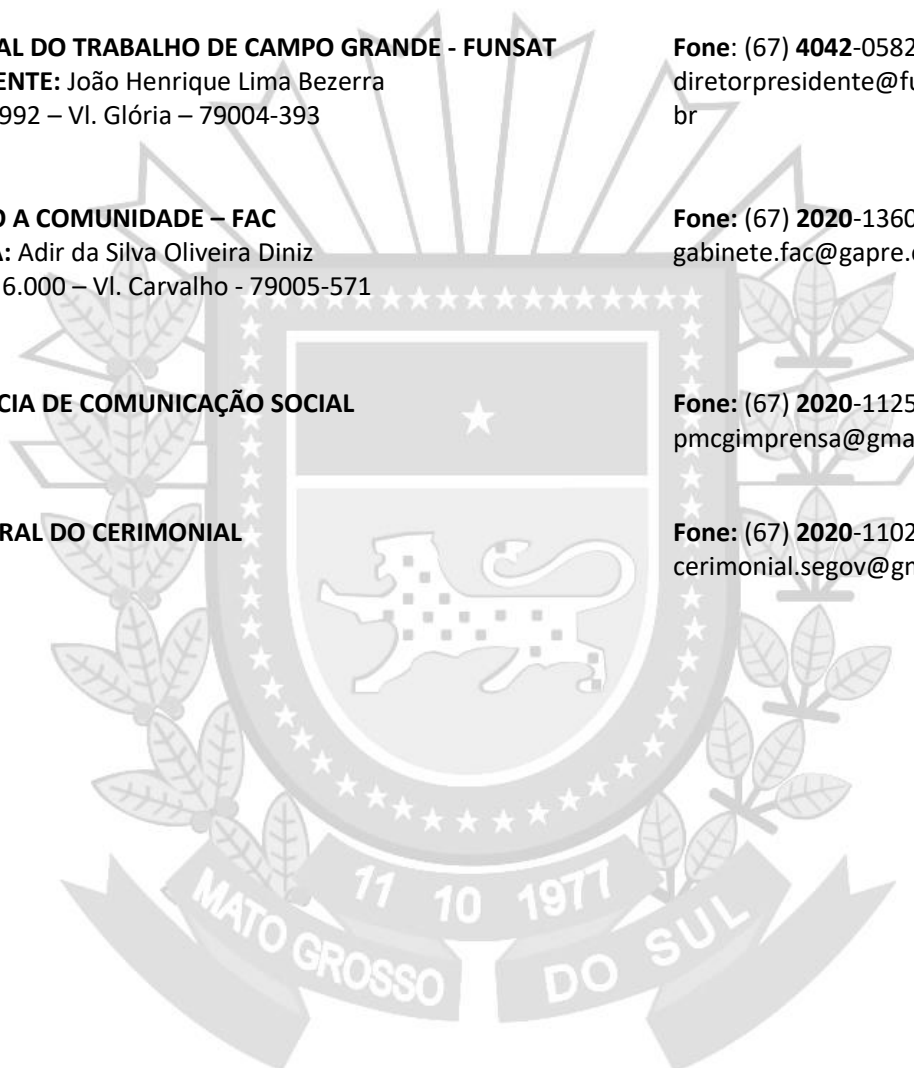 AL DO TRABALHO DE CAMPO GRANDE - FUNSAT
ENTE: João Henrique Lima Bezerra
992 – Vl. Glória – 79004-393
Fone: (67) 4042-0582
diretorpresidente@fu
br
O A COMUNIDADE – FAC
A: Adir da Silva Oliveira Diniz
6.000 – Vl. Carvalho - 79005-571
Fone: (67) 2020-1360
gabinete.fac@gapre.
CIA DE COMUNICAÇÃO SOCIAL
Fone: (67) 2020-1125
pmcgimprensa@gma
RAL DO CERIMONIAL
Fone: (67) 2020-1102
cerimonial.segov@gm
11 10 1977
MATO GROSSO DO SUL